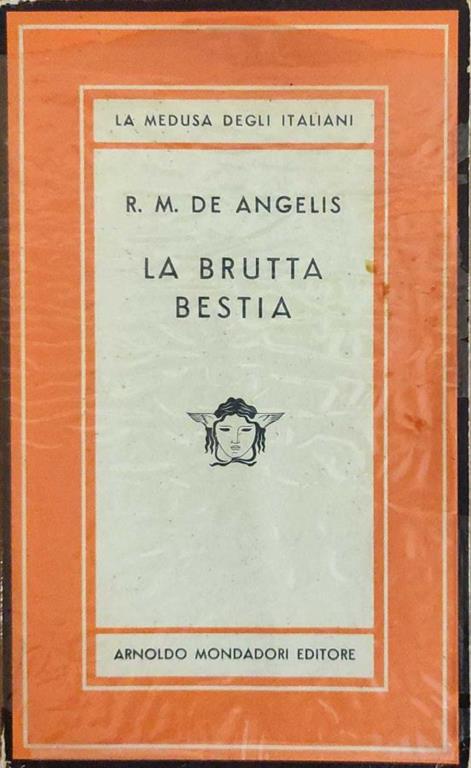 LA MEDUSA DEGLI ITALIANI
R. M. DE ANGELIS
LA BRUTTA
BESTIA
ARNOLDO MONDADORI EDITORE